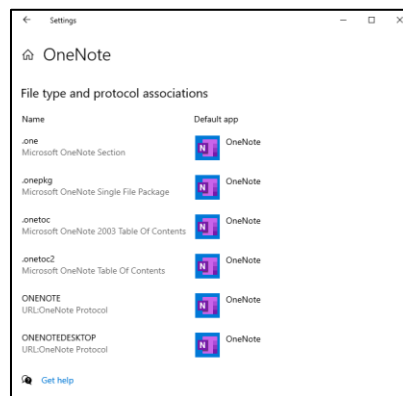 Settings
OneNote
File type and protocol associations
Name Default app
.one OneNote
Microsoft OneNote Section
.onepkg OneNote
Microsoft OneNote Single File Package
.onetoc OneNote
Microsoft OneNote 2003 Table Of Contents
.onetoc2 OneNote
Microsoft OneNote Table Of Contents
ONENOTE OneNote
URL:OneNote Protocol
ONENOTEDESKTOP OneNote
URL:OneNote Protocol
Get help